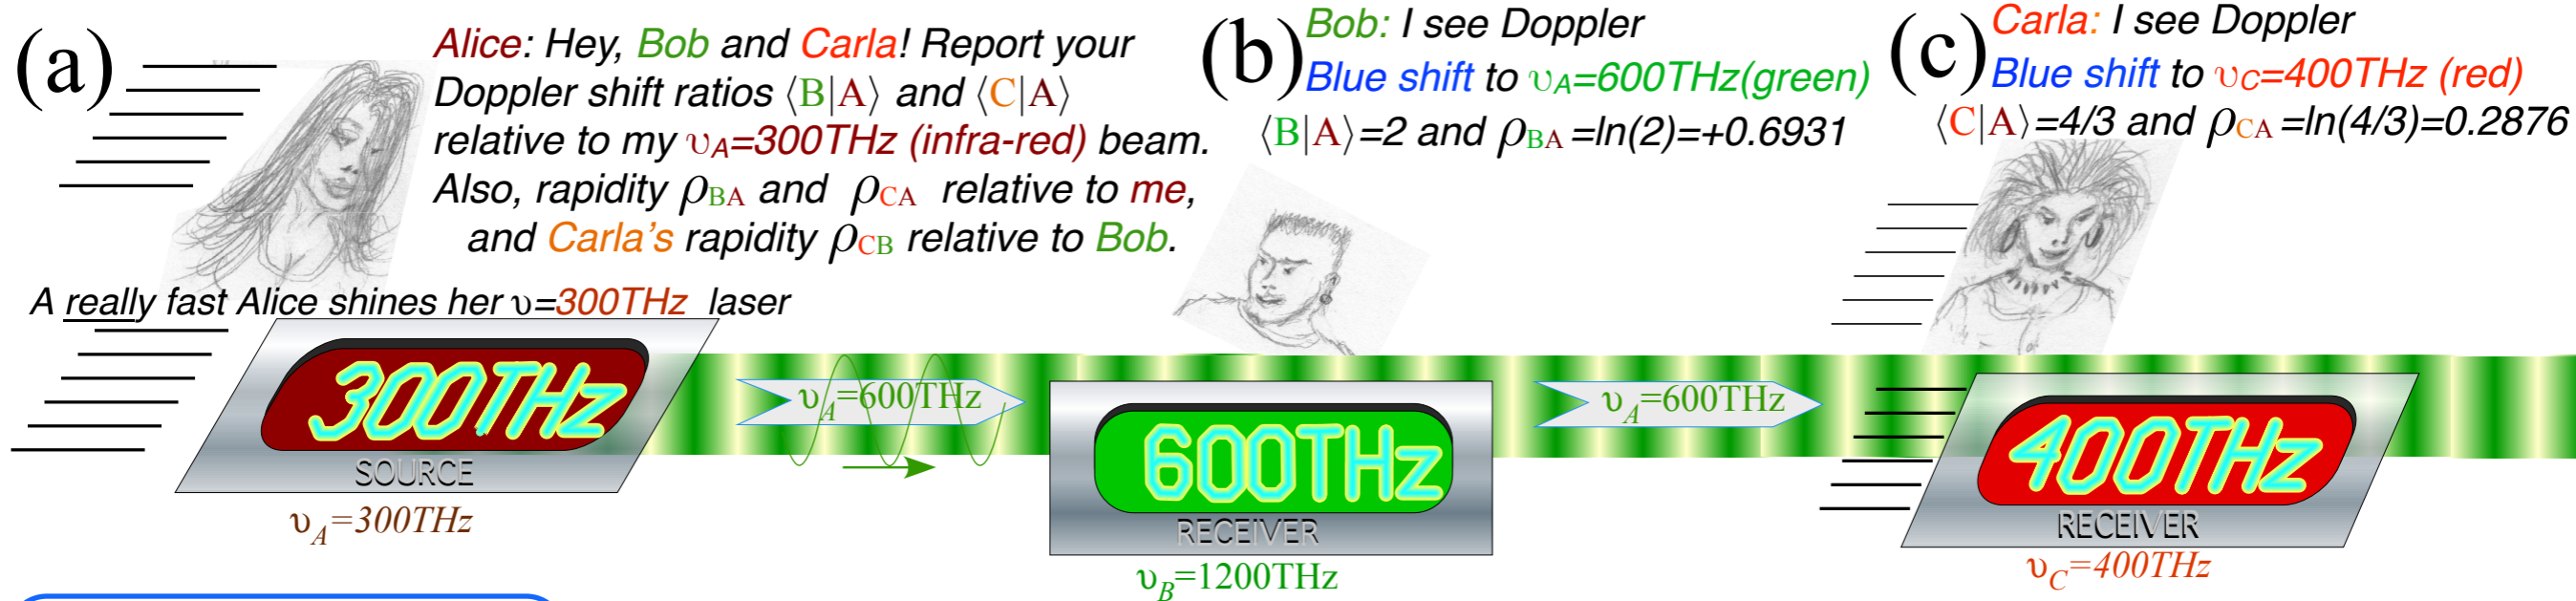 (a)
Alice: Hey, Bob and Carla! Report your
Doppler shift ratios ⟨B|A⟩ and ⟨C|A⟩
relative to my υA=300THz (infra-red) beam.
Also, rapidity ρBA and ρCA relative to me,
and Carla's rapidity ρCB relative to Bob.
A really fast Alice shines her υ=300THz laser
300THz
SOURCE
υA=300THz
υA=600THz
(b)
Bob: I see Doppler
Blue shift to υA=600THz(green)
⟨B|A⟩=2 and ρBA=ln(2)=+0.6931
600THz
RECEIVER
υB=1200THz
υA=600THz
(c)
Carla: I see Doppler
Blue shift to υC=400THz (red)
⟨C|A⟩=4/3 and ρCA=ln(4/3)=0.2876
400THz
RECEIVER
υC=400THz